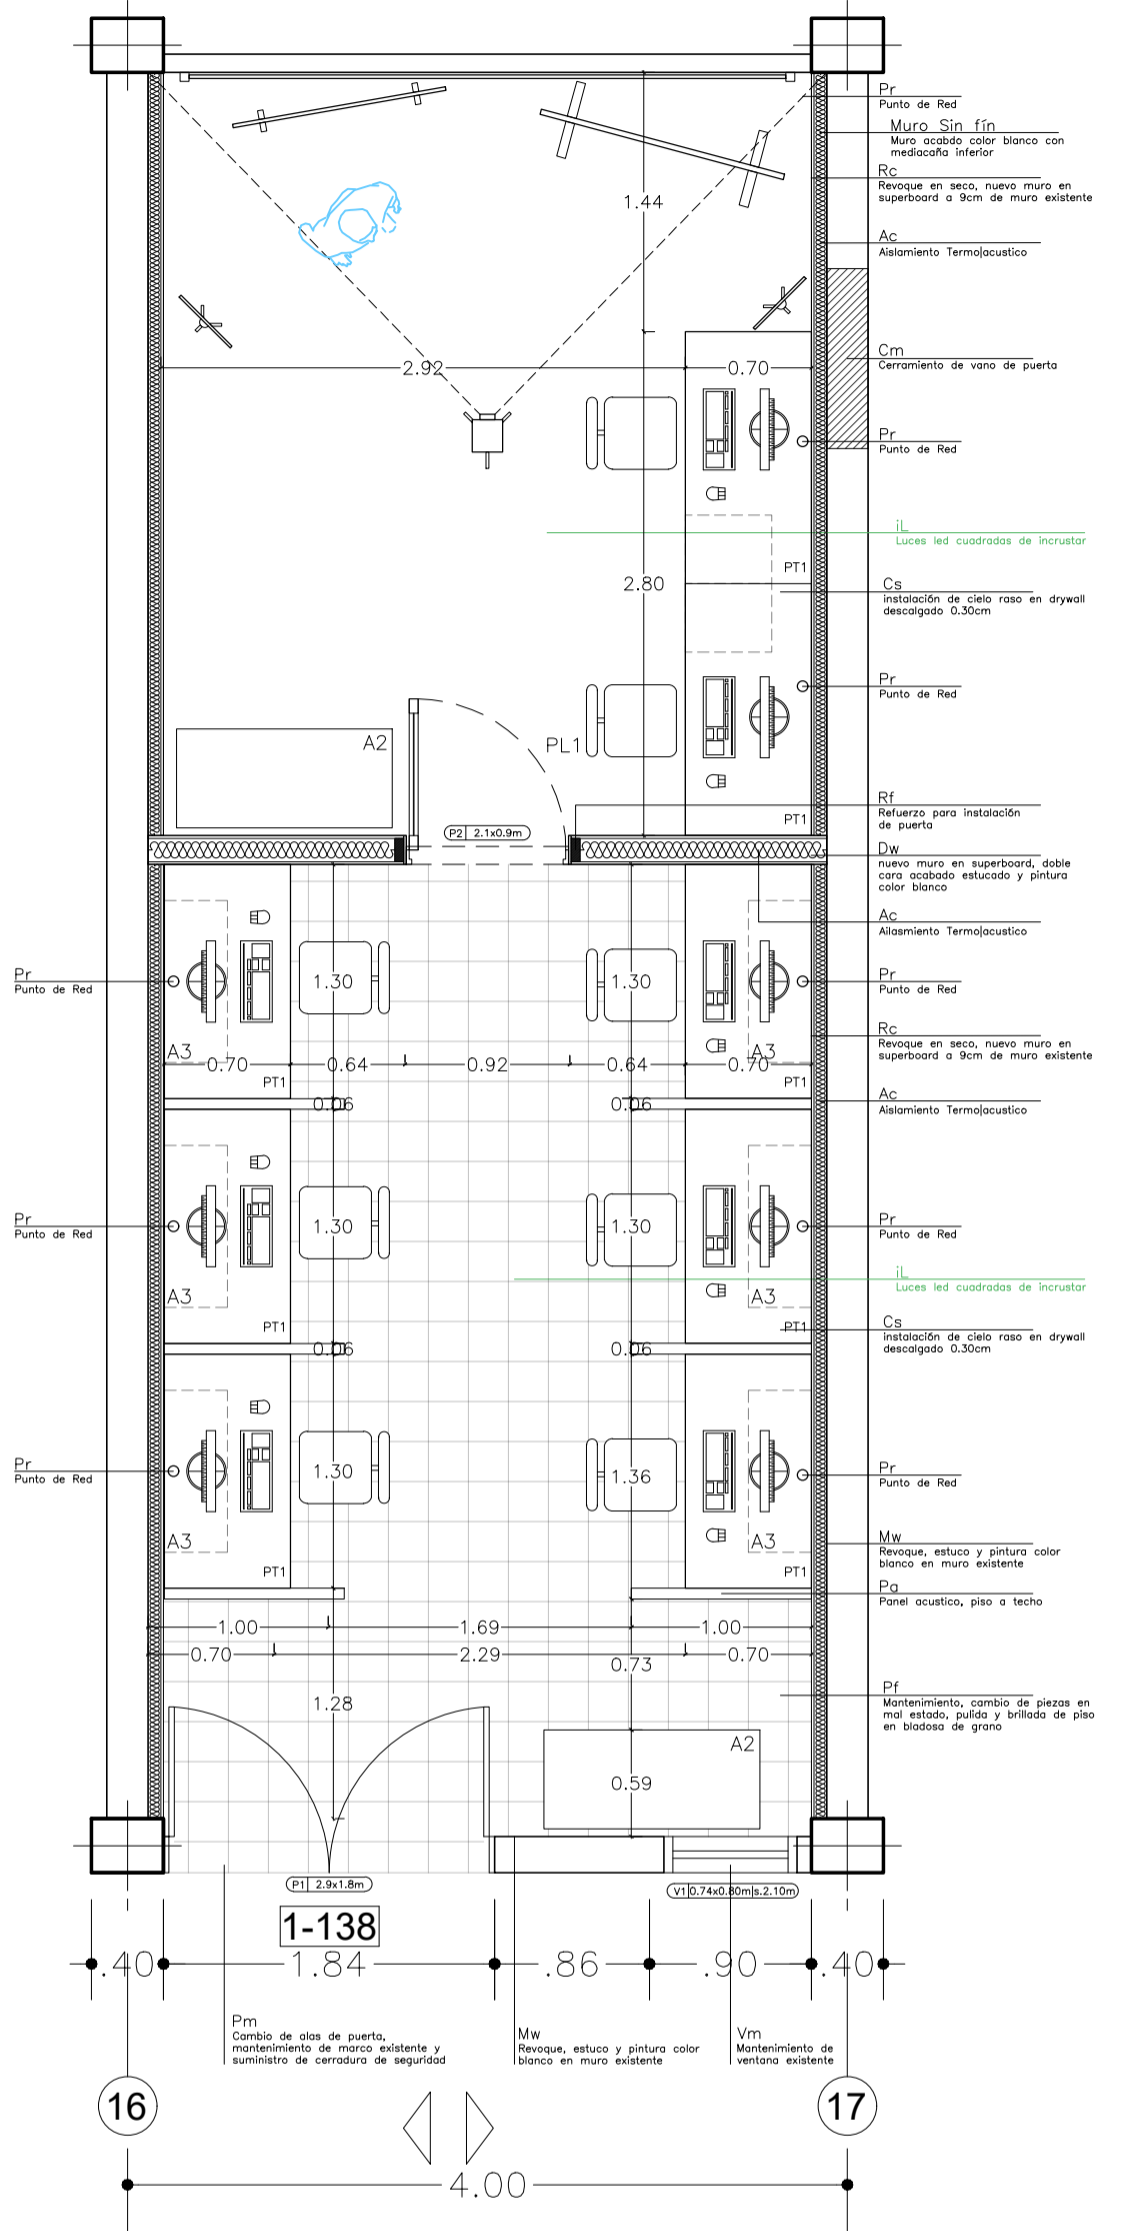 Pr
Punto de Red
Muro Sin fín
Muro acabdo color blanco con
mediacaña inferior
Rc
Revoque en seco, nuevo muro en
superboard a 9cm de muro existente
1.44
Ac
Aislamiento Termo|acustico
Cm
Cerramiento de vano de puerta
2.92
0.70
Pr
Punto de Red
iL
Luces led cuadradas de incrustar
PT1
2.80
Cs
instalación de cielo raso en drywall
descalgado 0.30cm
Pr
Punto de Red
A2
PL1
Rf
Refuerzo para instalación
de puerta
PT1
P2 2.1x0.9m
Dw
nuevo muro en superboard, doble
cara acabado estucado y pintura
color blanco
Ac
Ailasmiento Termo|acustico
Pr
Punto de Red
1.30
1.30
Pr
Punto de Red
Rc
Revoque en seco, nuevo muro en
superboard a 9cm de muro existente
A3
A3
0.70
0.64
0.92
0.64
0.70
PT1
PT1
Ac
Aislamiento Termo|acustico
0.06
0.06
Pr
Punto de Red
1.30
1.30
Pr
Punto de Red
iL
Luces led cuadradas de incrustar
A3
A3
PT1
PT1
Cs
instalación de cielo raso en drywall
descalgado 0.30cm
0.06
0.06
Pr
Punto de Red
1.30
1.36
Pr
Punto de Red
A3
A3
Mw
Revoque, estuco y pintura color
blanco en muro existente
PT1
PT1
Pa
Panel acustico, piso a techo
1.00
1.69
1.00
0.70
2.29
0.73
0.70
1.28
Pf
Mantenimiento, cambio de piezas en
mal estado, pulida y brillada de piso
en bladosa de grano
A2
0.59
P1 2.9x1.8m
V1|0.74x0.80m|s.2.10m
1-138
.40
1.84
.86
.90
.40
Pm
Cambio de alas de puerta,
mantenimiento de marco existente y
suministro de cerradura de seguridad
Mw
Revoque, estuco y pintura color
blanco en muro existente
Vm
Mantenimiento de
ventana existente
16
17
4.00